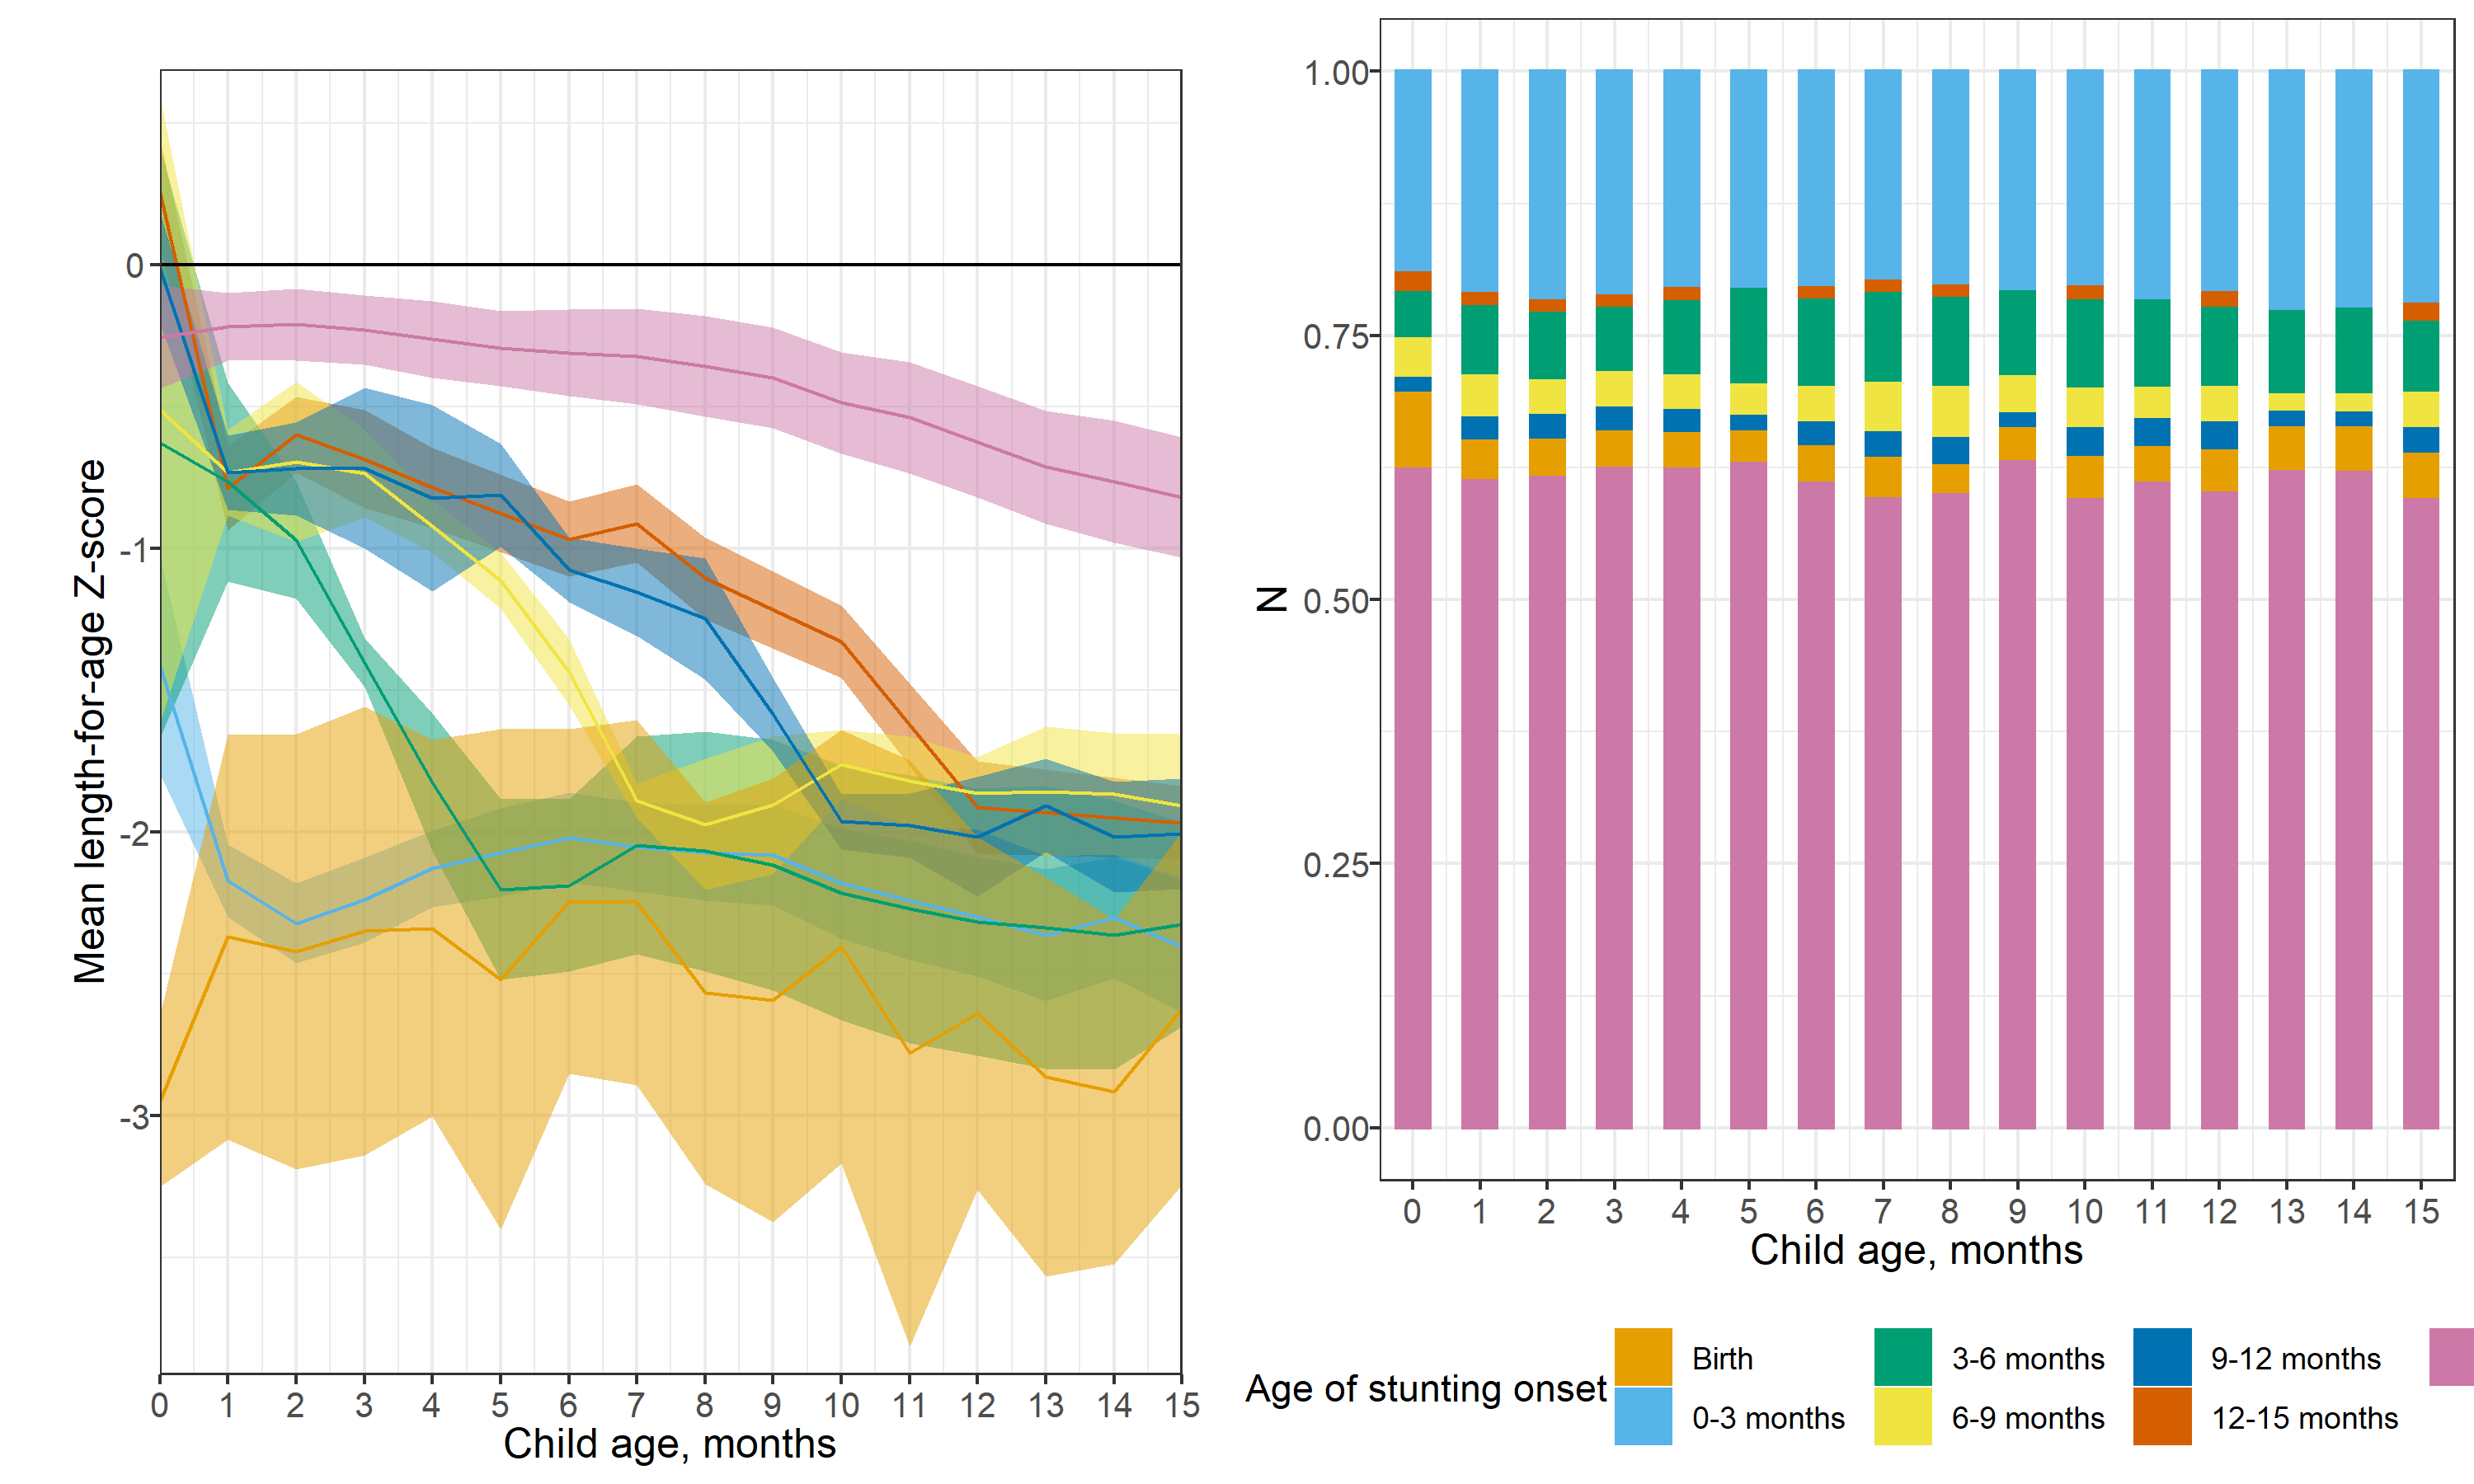 Mean length-for-age Z-score
0
-1
-2
-3
0 1 2 3 4 5 6 7 8 9 10 11 12 13 14 15
Child age, months
N
1.00
0.75
0.50
0.25
0.00
0 1 2 3 4 5 6 7 8 9 10 11 12 13 14 15
Child age, months
Age of stunting onset
Birth
3-6 months
9-12 months
0-3 months
6-9 months
12-15 months